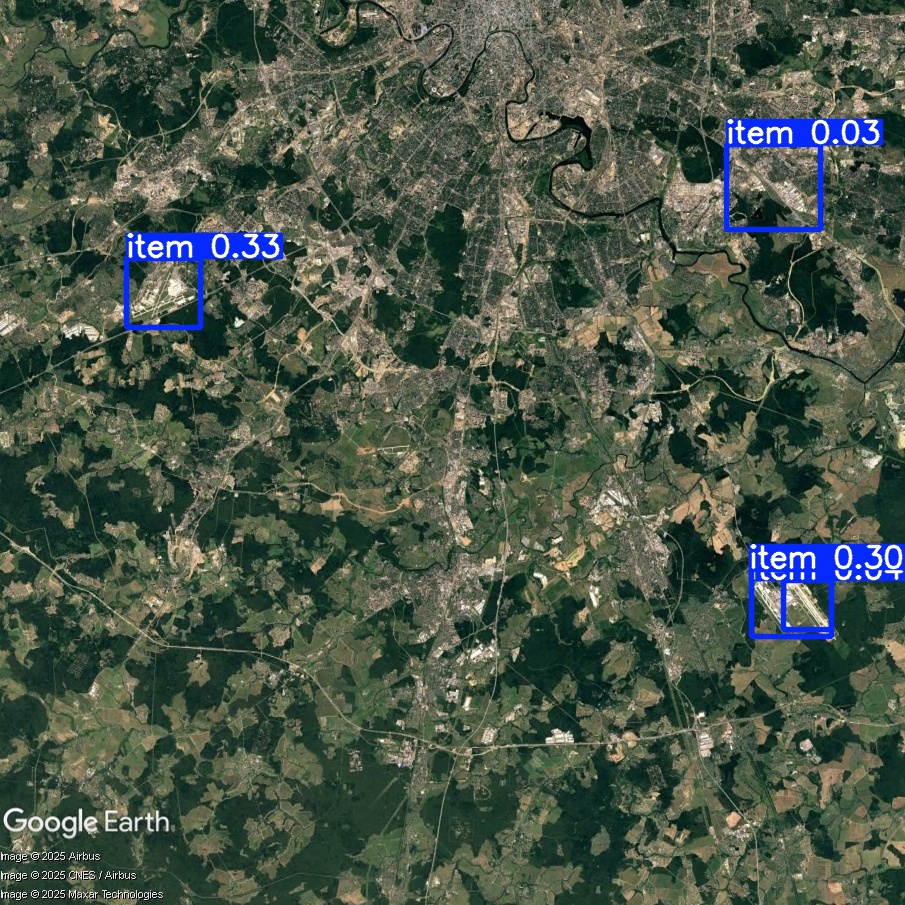 item 0.03
item 0.33
item 0.30
Google Earth
Image © 2025 Airbus
Image © 2025 CNES / Airbus
Image © 2025 Maxar Technologies